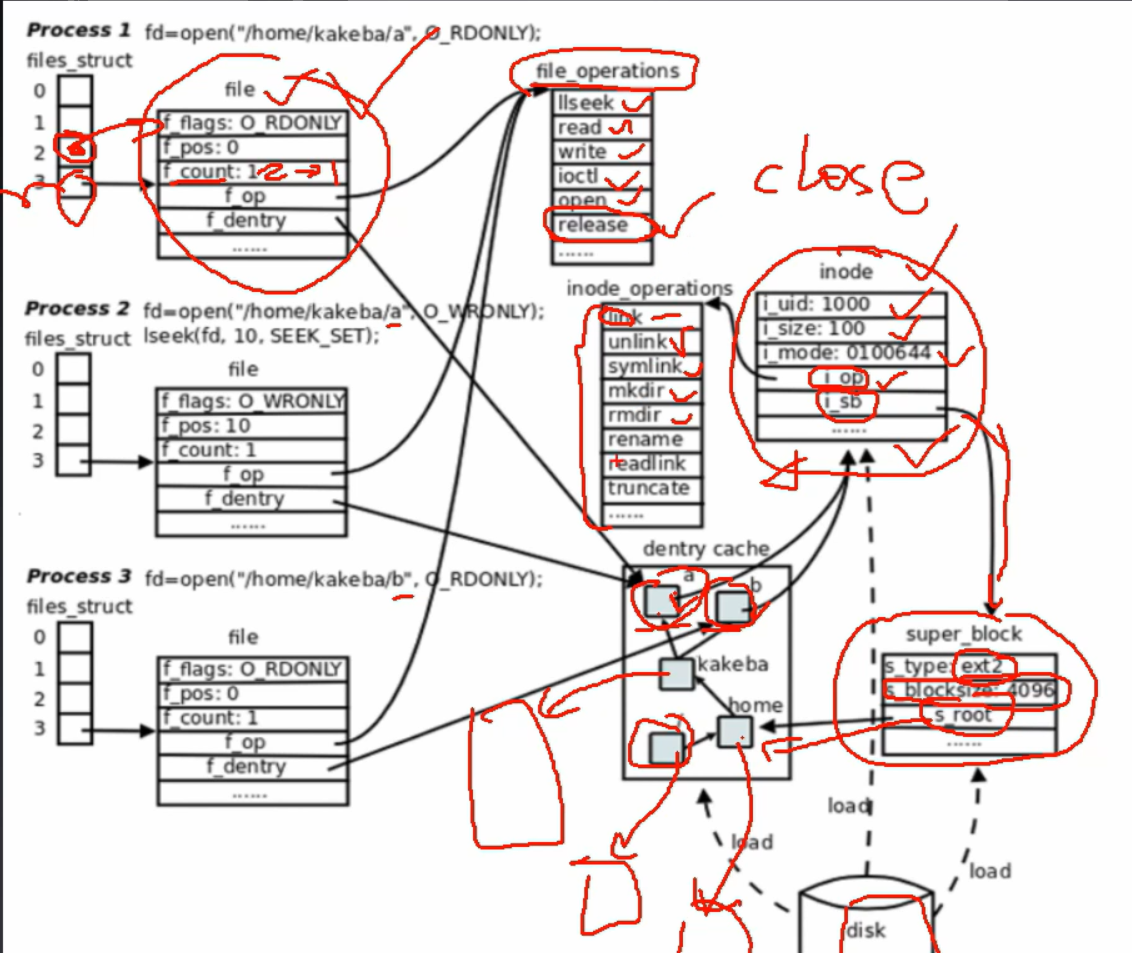 Process 1 fd=open("/home/kakeba/a", O_RDONLY);
files_struct
0
1
2
3
file
f_flags: O_RDONLY
f_pos: 0
f_count: 1 2 → 1
f_op
f_dentry
......
file_operations
llseek
read
write
ioctl
open
release
......
close
Process 2 fd=open("/home/kakeba/a", O_WRONLY);
lseek(fd, 10, SEEK_SET);
files_struct
0
1
2
3
file
f_flags: O_WRONLY
f_pos: 10
f_count: 1
f_op
f_dentry
......
inode_operations
link
unlink
symlink
mkdir
rmdir
rename
readlink
truncate
......
inode
i_uid: 1000
i_size: 100
i_mode: 0100644
i_op
i_sb
......
Process 3 fd=open("/home/kakeba/b", O_RDONLY);
files_struct
0
1
2
3
file
f_flags: O_RDONLY
f_pos: 0
f_count: 1
f_op
f_dentry
......
dentry cache
a
b
kakeba
home
super_block
s_type: ext2
s_blocksize: 4096
s_root
......
load
load
load
disk